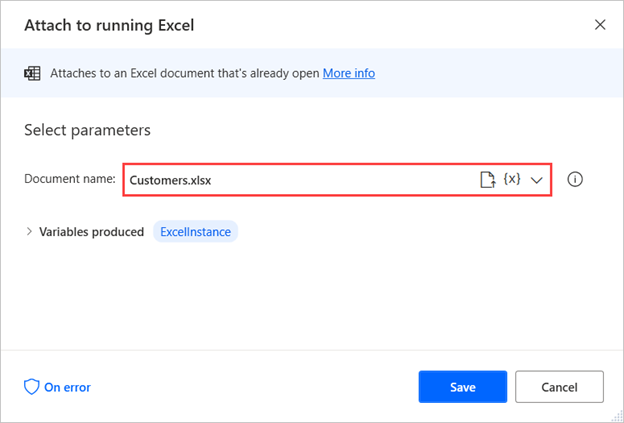 Attach to running Excel
Attaches to an Excel document that's already open More info
Select parameters
Document name: Customers.xlsx {x}
Variables produced ExcelInstance
On error Save Cancel